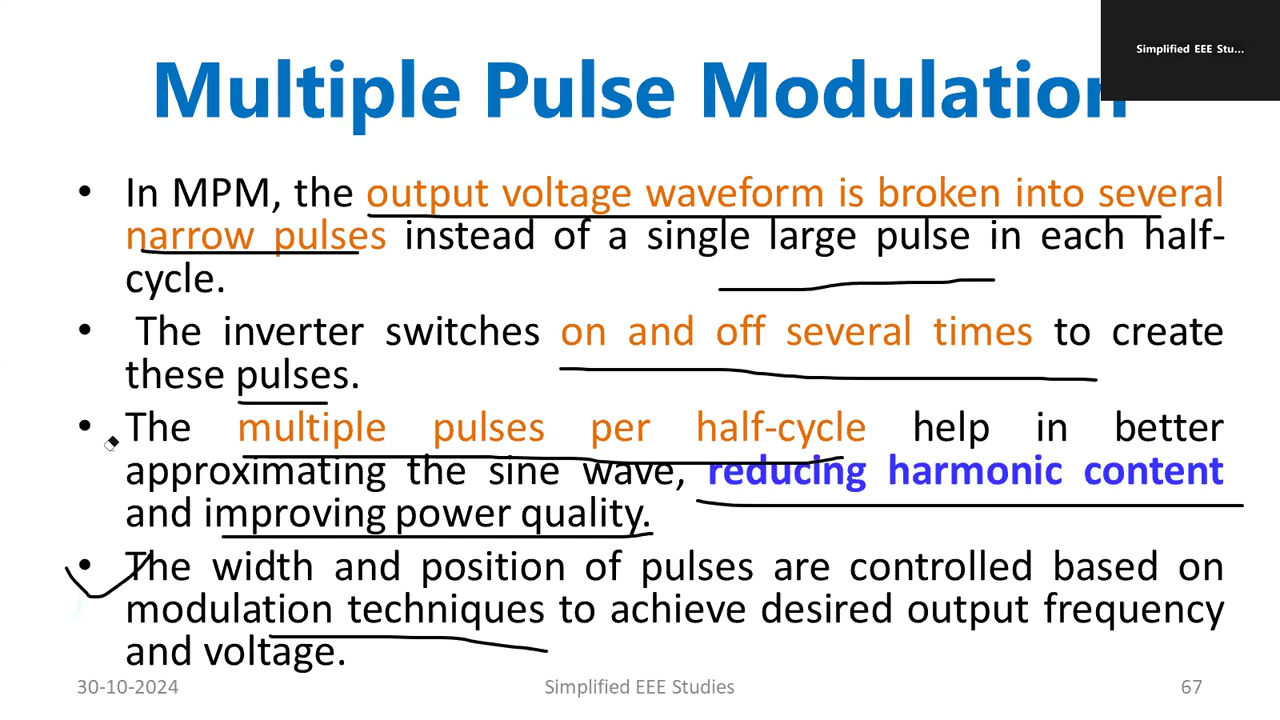 Simplified EEE Stu...
Multiple Pulse Modulation
• In MPM, the output voltage waveform is broken into several
narrow pulses instead of a single large pulse in each half-
cycle.
• The inverter switches on and off several times to create
these pulses.
• The multiple pulses per half-cycle help in better
approximating the sine wave, reducing harmonic content
and improving power quality.
• The width and position of pulses are controlled based on
modulation techniques to achieve desired output frequency
and voltage.
30-10-2024 Simplified EEE Studies 67